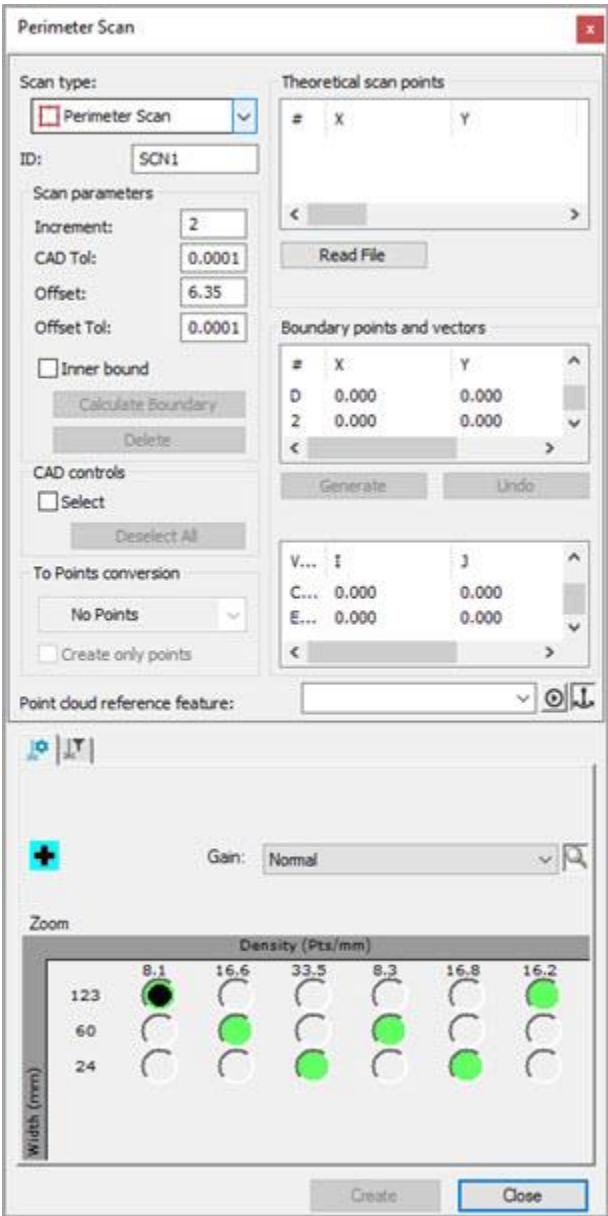 Perimeter Scan
x
Scan type:
Perimeter Scan
ID: SCN1
Scan parameters
Increment: 2
CAD Tol: 0.0001
Offset: 6.35
Offset Tol: 0.0001
Inner bound
Calculate Boundary
Delete
CAD controls
Select
Deselect All
To Points conversion
No Points
Create only points
Theoretical scan points
# X Y
Read File
Boundary points and vectors
# X Y
D 0.000 0.000
2 0.000 0.000
Generate Undo
V... I J
C... 0.000 0.000
E... 0.000 0.000
Point cloud reference feature:
Gain: Normal
Zoom
Density (Pts/mm)
8.1 16.6 33.5 8.3 16.8 16.2
123
60
24
Width (mm)
Create Close